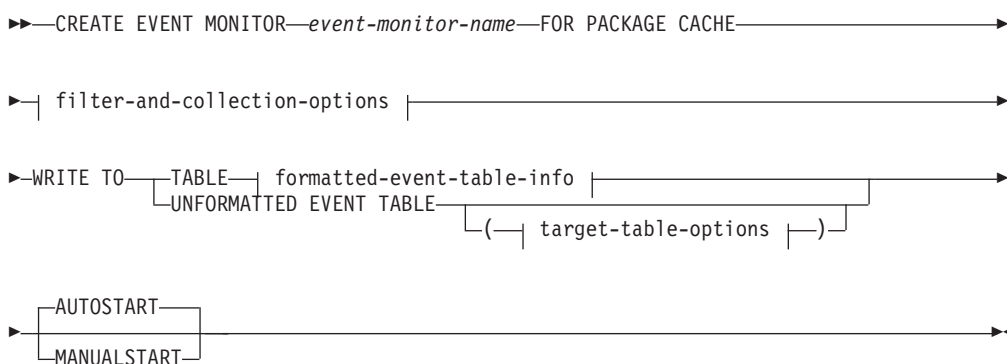 CREATE EVENT MONITOR event-monitor-name FOR PACKAGE CACHE
filter-and-collection-options
WRITE TO TABLE formatted-event-table-info
UNFORMATTED EVENT TABLE
( target-table-options )
AUTOSTART
MANUALSTART